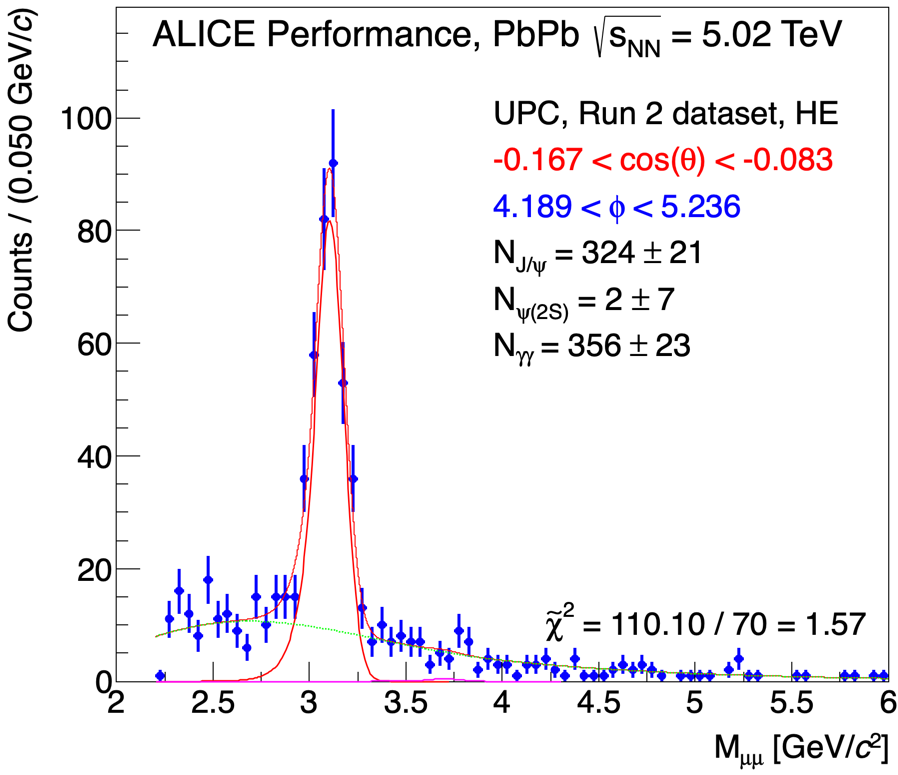 ALICE Performance, PbPb √sNN = 5.02 TeV
UPC, Run 2 dataset, HE
-0.167 < cos(θ) < -0.083
4.189 < ϕ < 5.236
NJ/ψ = 324 ± 21
Nψ(2S) = 2 ± 7
Nγγ = 356 ± 23
χ̃² = 110.10 / 70 = 1.57
Counts / (0.050 GeV/c)
100
80
60
40
20
0
2 2.5 3 3.5 4 4.5 5 5.5 6
Mμμ [GeV/c²]